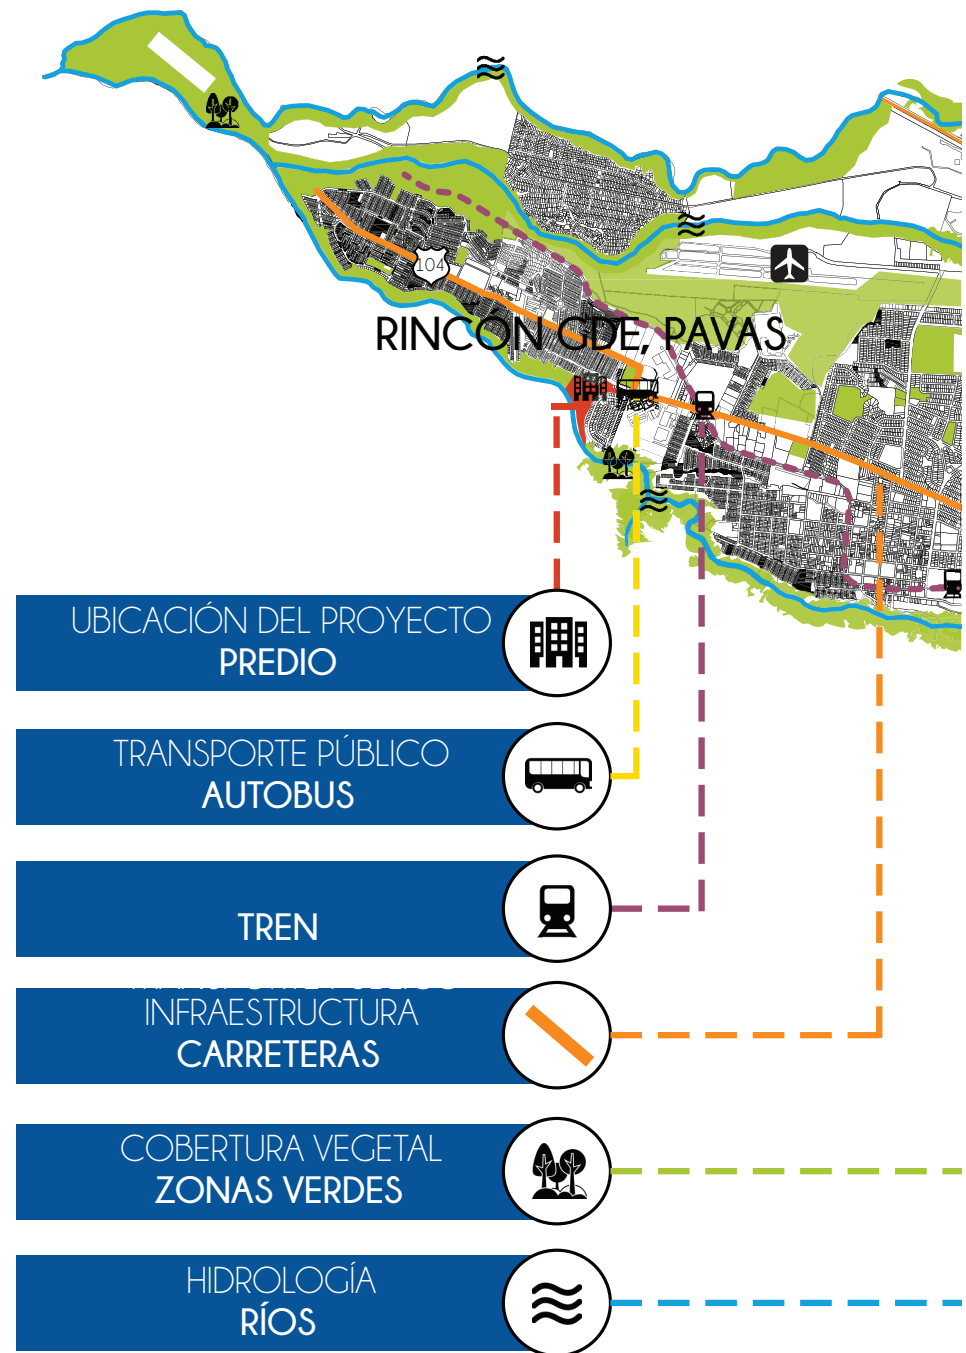 104
RINCÓN GDE, PAVAS
UBICACIÓN DEL PROYECTO
PREDIO
TRANSPORTE PÚBLICO
AUTOBUS
TREN
INFRAESTRUCTURA
CARRETERAS
COBERTURA VEGETAL
ZONAS VERDES
HIDROLOGÍA
RÍOS